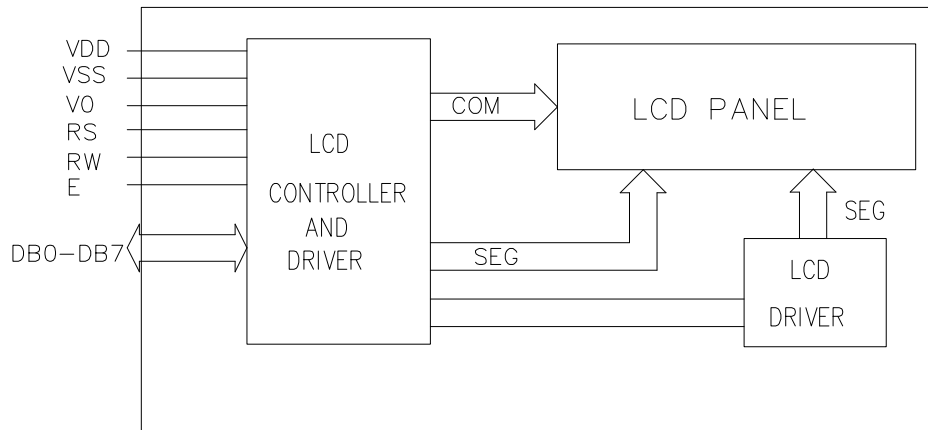 VDD
VSS
VO
RS
RW
E
DB0-DB7
LCD
CONTROLLER
AND
DRIVER
COM
SEG
LCD PANEL
SEG
LCD
DRIVER